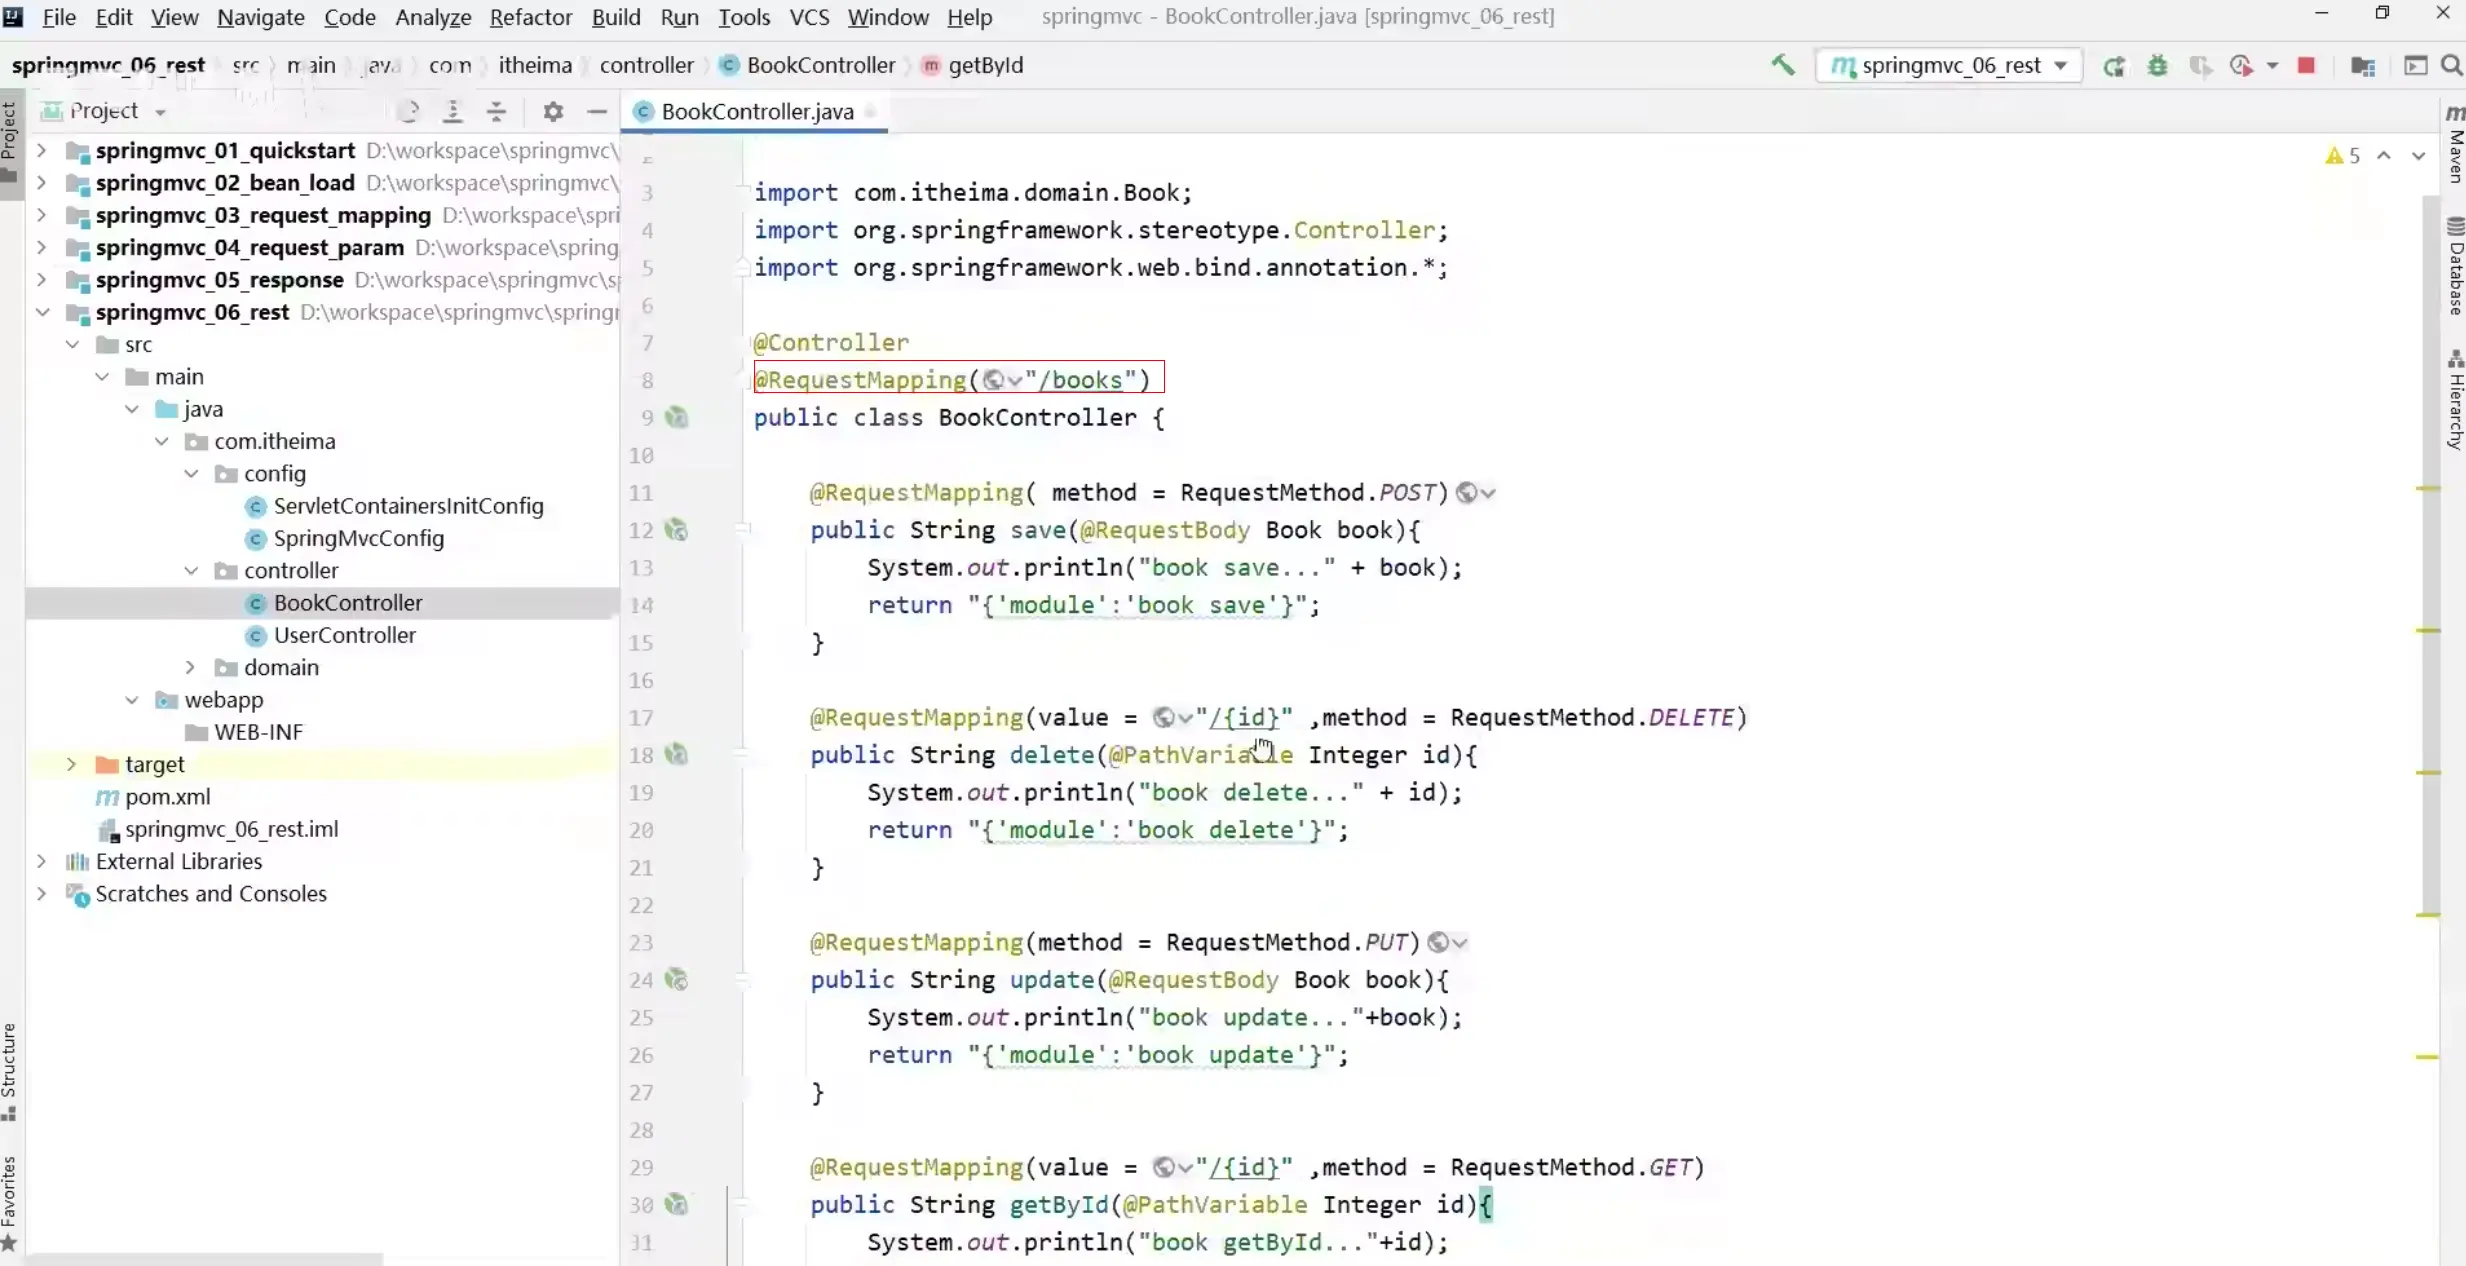 File Edit View Navigate Code Analyze Refactor Build Run Tools VCS Window Help springmvc - BookController.java [springmvc_06_rest]
springmvc_06_rest src main java com itheima controller BookController getById springmvc_06_rest
Project
BookController.java
Project
springmvc_01_quickstart D:\workspace\springmvc\
springmvc_02_bean_load D:\workspace\springmvc\
springmvc_03_request_mapping D:\workspace\spri
springmvc_04_request_param D:\workspace\spring
springmvc_05_response D:\workspace\springmvc\s
springmvc_06_rest D:\workspace\springmvc\spring
src
main
java
com.itheima
config
ServletContainersInitConfig
SpringMvcConfig
controller
BookController
UserController
domain
webapp
WEB-INF
target
pom.xml
springmvc_06_rest.iml
External Libraries
Scratches and Consoles
Structure
Favorites
5
2
3 import com.itheima.domain.Book;
4 import org.springframework.stereotype.Controller;
5 import org.springframework.web.bind.annotation.*;
6
7 @Controller
8 @RequestMapping("/books")
9 public class BookController {
10
11 @RequestMapping( method = RequestMethod.POST)
12 public String save(@RequestBody Book book){
13 System.out.println("book save..." + book);
14 return "{'module':'book save'}";
15 }
16
17 @RequestMapping(value = "/{id}" ,method = RequestMethod.DELETE)
18 public String delete(@PathVariable Integer id){
19 System.out.println("book delete..." + id);
20 return "{'module':'book delete'}";
21 }
22
23 @RequestMapping(method = RequestMethod.PUT)
24 public String update(@RequestBody Book book){
25 System.out.println("book update..."+book);
26 return "{'module':'book update'}";
27 }
28
29 @RequestMapping(value = "/{id}" ,method = RequestMethod.GET)
30 public String getById(@PathVariable Integer id){
31 System.out.println("book getById..."+id);
Maven
Database
Hierarchy